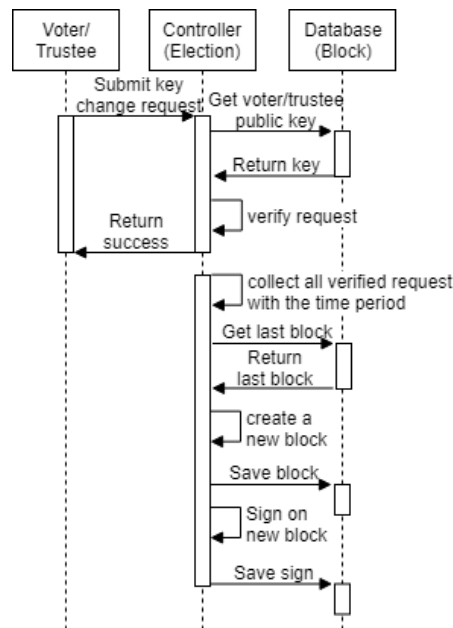 Voter/
Trustee
Controller
(Election)
Database
(Block)
Submit key
change request
Get voter/trustee
public key
Return key
verify request
Return
success
collect all verified request
with the time period
Get last block
Return
last block
create a
new block
Save block
Sign on
new block
Save sign